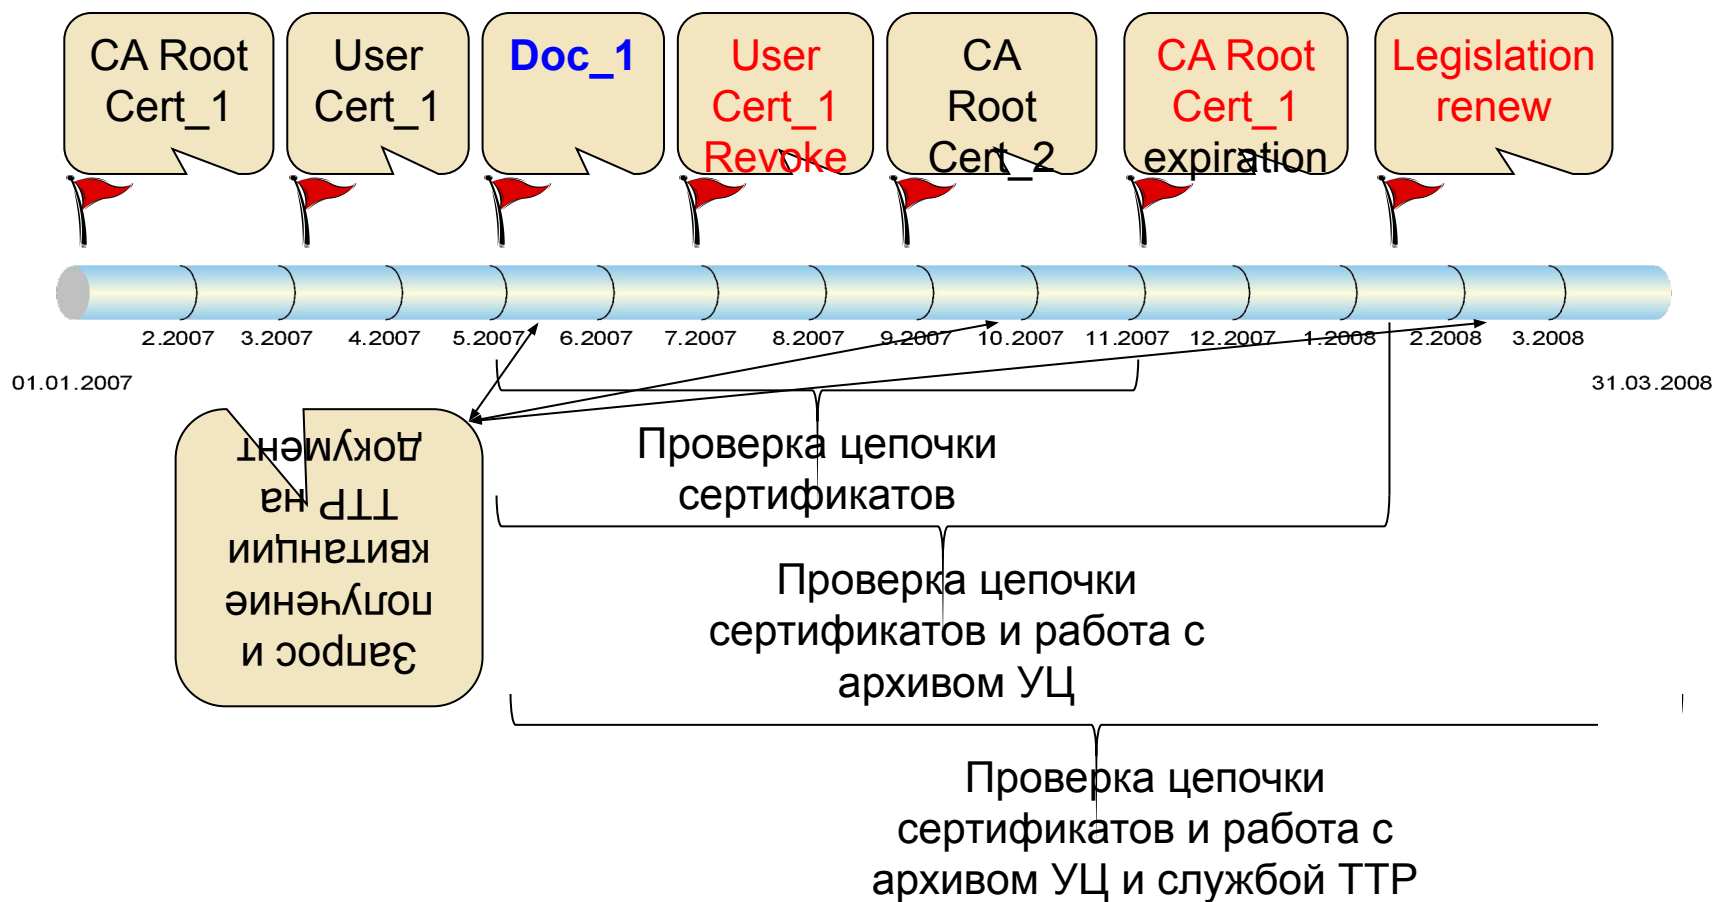 CA Root
Cert_1
User
Cert_1
Doc_1
User
Cert_1
Revoke
CA
Root
Cert_2
CA Root
Cert_1
expiration
Legislation
renew
2.2007
3.2007
4.2007
5.2007
6.2007
7.2007
8.2007
9.2007
10.2007
11.2007
12.2007
1.2008
2.2008
3.2008
01.01.2007
31.03.2008
Запрос и
получение
квитанции
ТТР на
документ
Проверка цепочки
сертификатов
Проверка цепочки
сертификатов и работа с
архивом УЦ
Проверка цепочки
сертификатов и работа с
архивом УЦ и службой ТТР